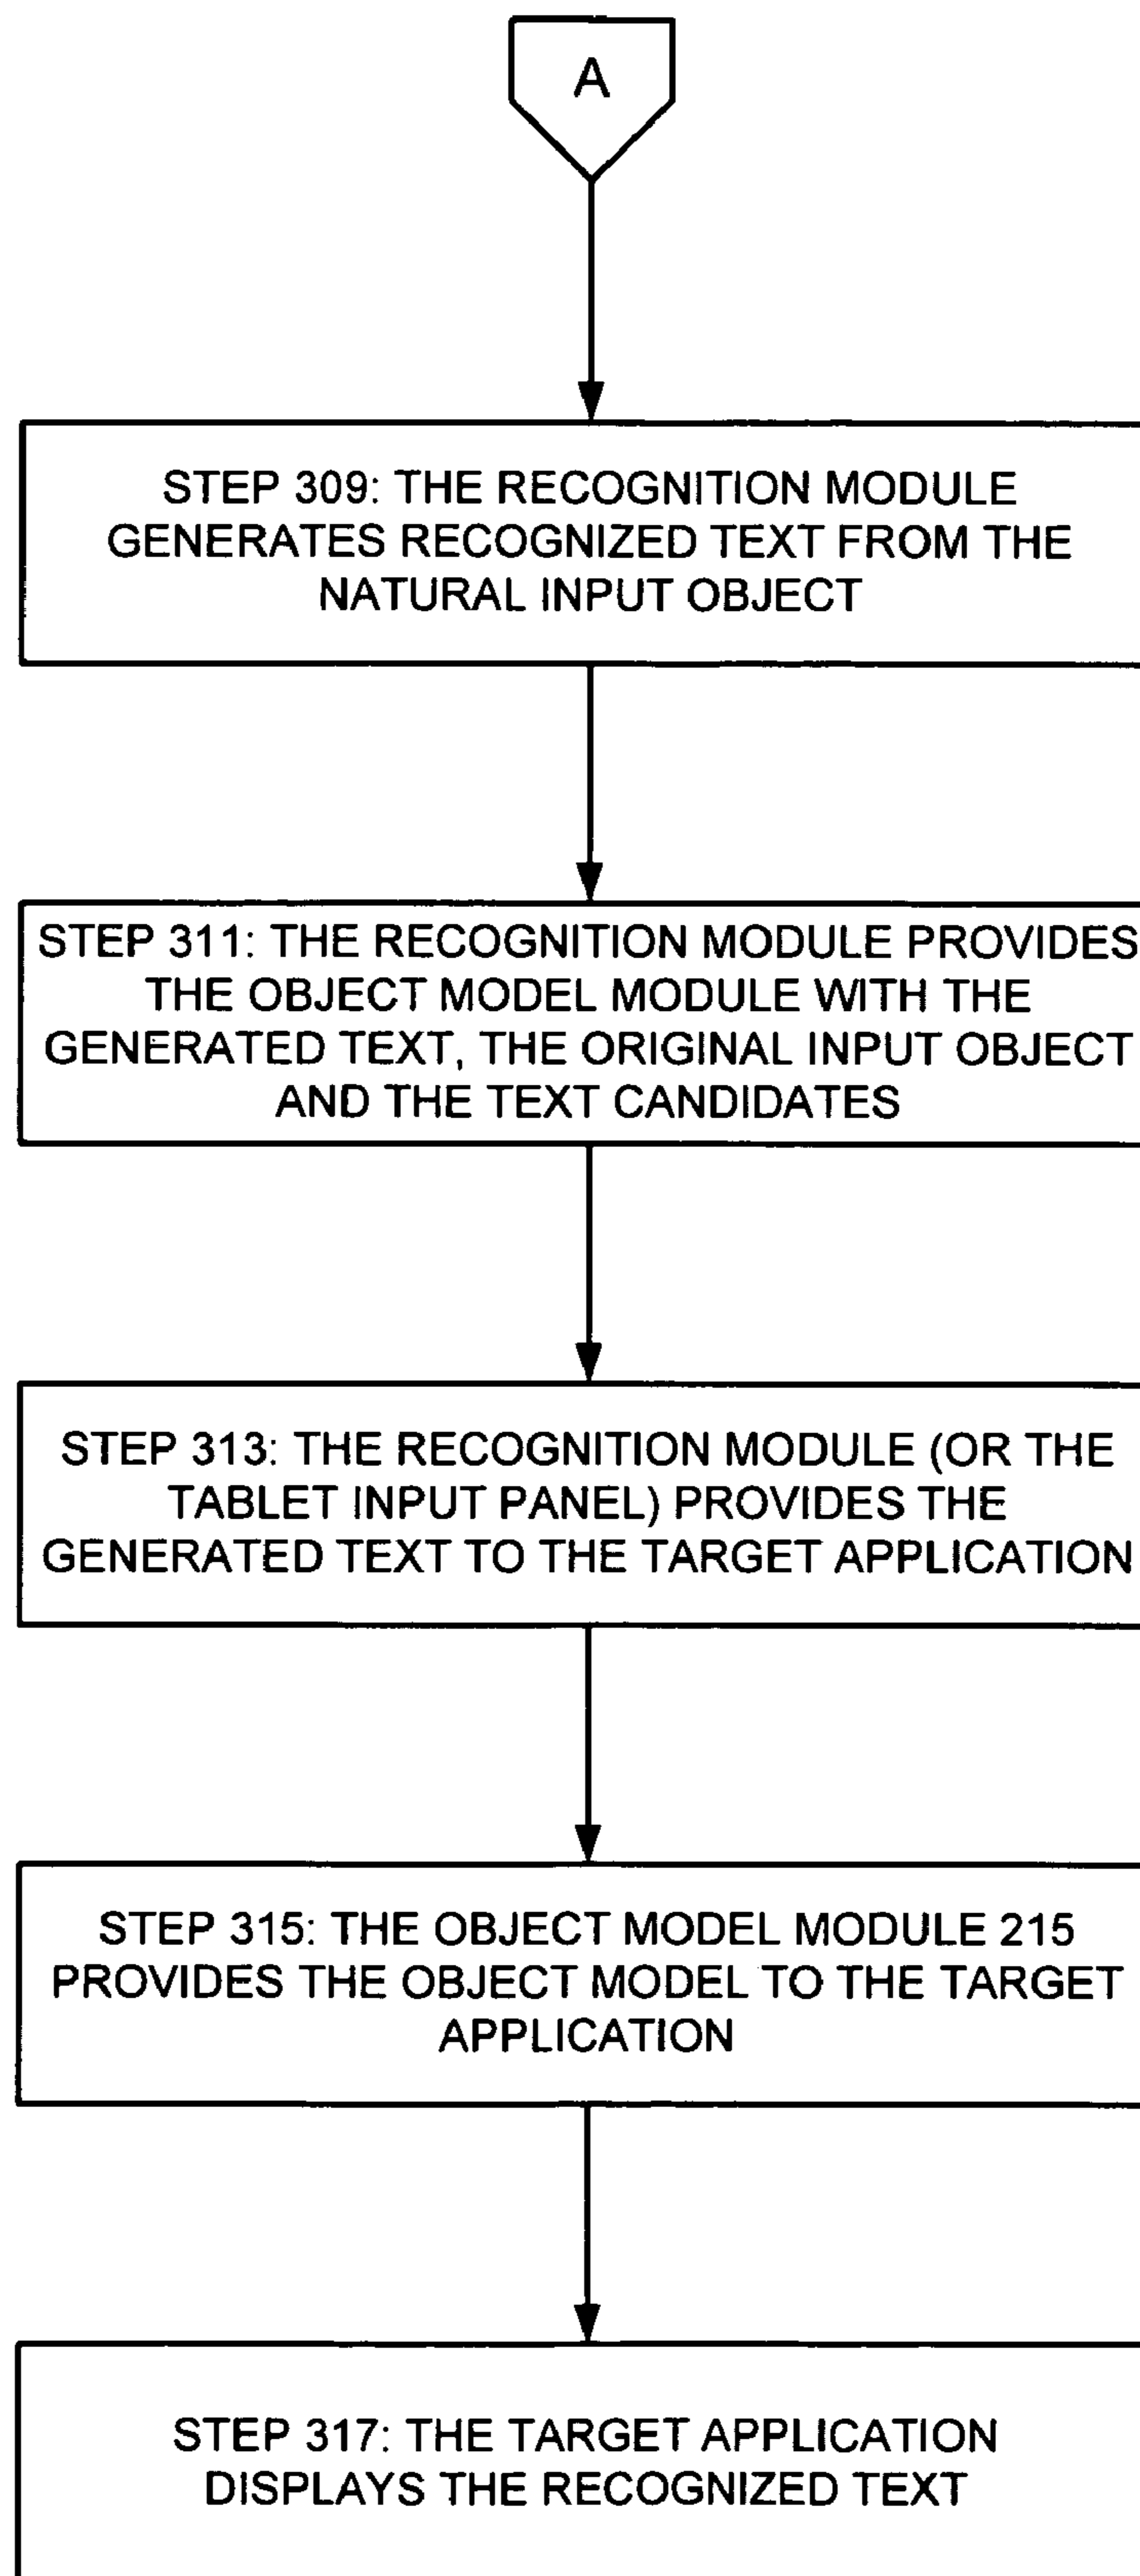 A
STEP 309: THE RECOGNITION MODULE
GENERATES RECOGNIZED TEXT FROM THE
NATURAL INPUT OBJECT
STEP 311: THE RECOGNITION MODULE PROVIDES
THE OBJECT MODEL MODULE WITH THE
GENERATED TEXT, THE ORIGINAL INPUT OBJECT
AND THE TEXT CANDIDATES
STEP 313: THE RECOGNITION MODULE (OR THE
TABLET INPUT PANEL) PROVIDES THE
GENERATED TEXT TO THE TARGET APPLICATION
STEP 315: THE OBJECT MODEL MODULE 215
PROVIDES THE OBJECT MODEL TO THE TARGET
APPLICATION
STEP 317: THE TARGET APPLICATION
DISPLAYS THE RECOGNIZED TEXT